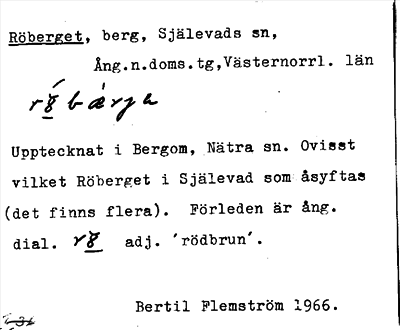 Röberget, berg, Själevads sn,
Ång.n.doms.tg,Västernorrl. län
Upptecknat i Bergom, Nätra sn. Ovisst
vilket Röberget i Själevad som åsyftas
(det finns flera). Förleden är ång.
dial. adj. ´rödbrun´.
Bertil Flemström 1966.